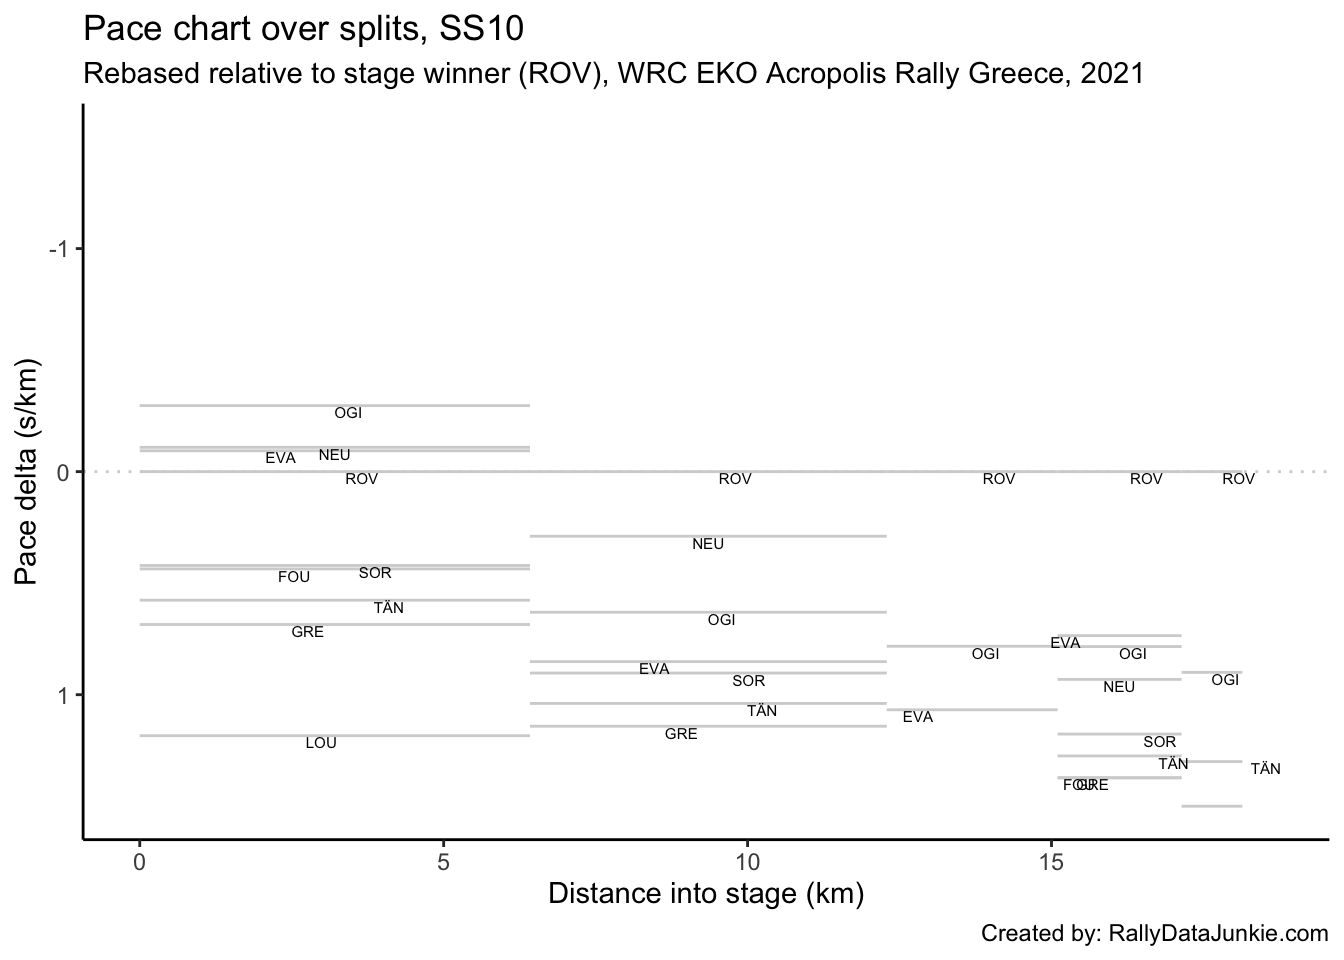 Pace chart over splits, SS10
Rebased relative to stage winner (ROV), WRC EKO Acropolis Rally Greece, 2021
Pace delta (s/km)
-1
0
1
OGI
EVA NEU
ROV ROV ROV ROV ROV
NEU
FOU SOR
TÄN
GRE
OGI
EVA OGI EVA OGI
SOR NEU OGI
TÄN EVA
GRE
LOU SOR
TÄN TÄN
FOU GRE
0 5 10 15
Distance into stage (km)
Created by: RallyDataJunkie.com